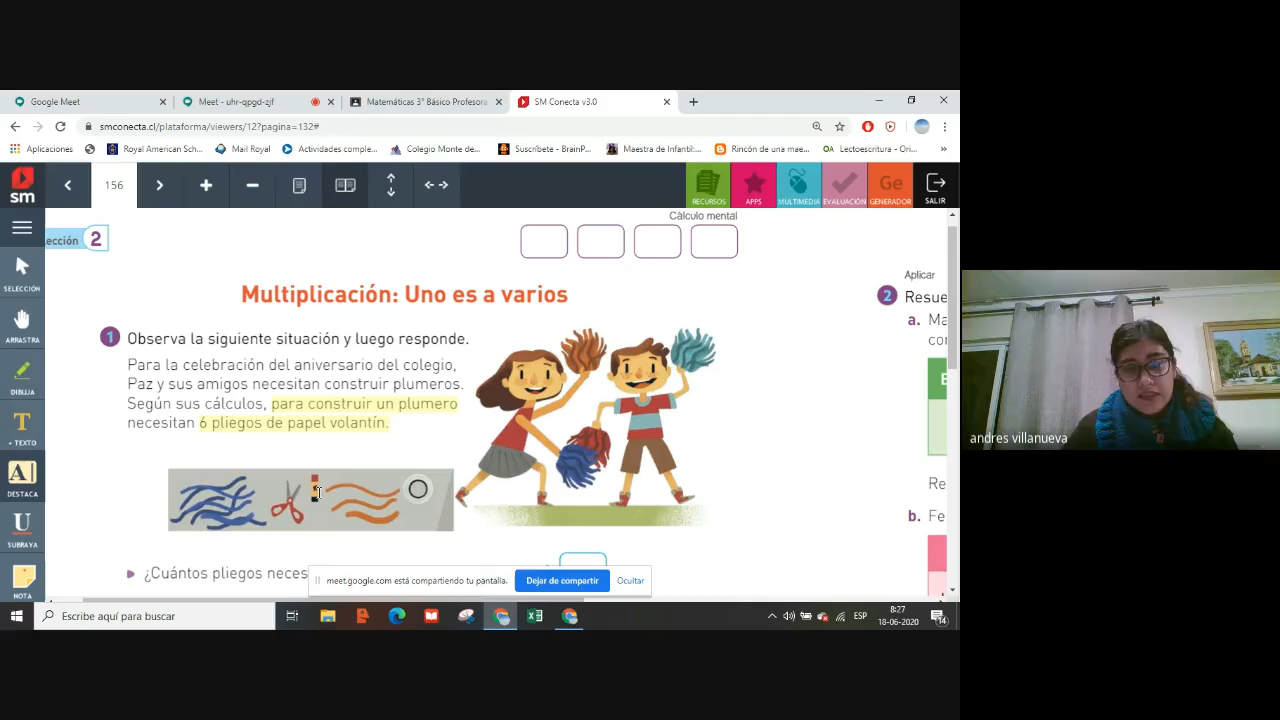 Google Meet
Meet - uhr-qpgd-zjf
Matemáticas 3° Básico Profesora
SM Conecta v3.0
smconecta.cl/plataforma/viewers/12?pagina=132#
Aplicaciones
Royal American Sch...
Mail Royal
Actividades comple...
Colegio Monte de...
Suscríbete - BrainP...
Maestra de Infantil:...
Rincón de una mae...
OA Lectoescritura - Ori...
»
sm
156
RECURSOS
APPS
MULTIMEDIA
EVALUACIÓN
Ge
GENERADOR
SALIR
SELECCIÓN
ARRASTRA
DIBUJA
T
+ TEXTO
A
DESTACA
U
SUBRAYA
NOTA
ección 2
Cálculo mental
Multiplicación: Uno es a varios
1 Observa la siguiente situación y luego responde.
Para la celebración del aniversario del colegio,
Paz y sus amigos necesitan construir plumeros.
Según sus cálculos, para construir un plumero
necesitan 6 pliegos de papel volantín.
¿Cuántos pliegos neces
Aplicar
2 Resue
a. Ma
cor
E
Re
b. Fe
meet.google.com está compartiendo tu pantalla.
Dejar de compartir
Ocultar
Escribe aquí para buscar
ESP
8:27
18-06-2020
14
andres villanueva